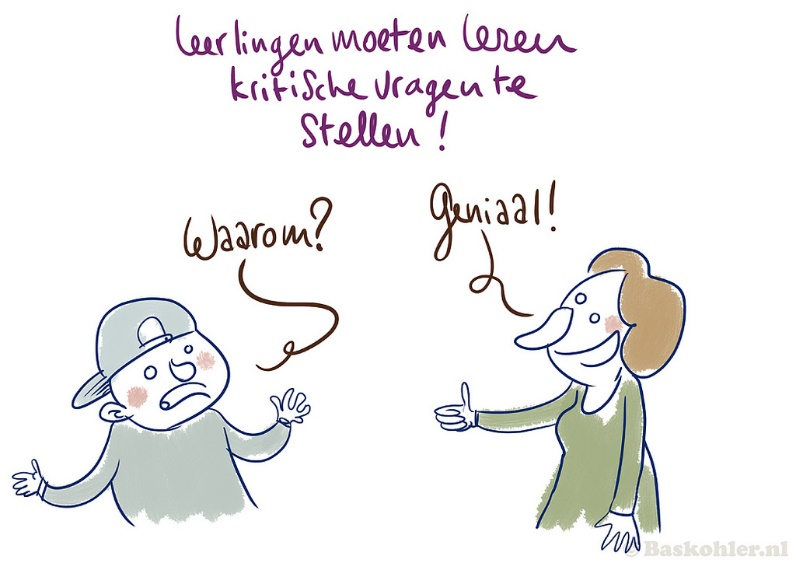 Leerlingen moeten leren
kritische vragen te
stellen!
Waarom?
Geniaal!
©Baskohler.nl